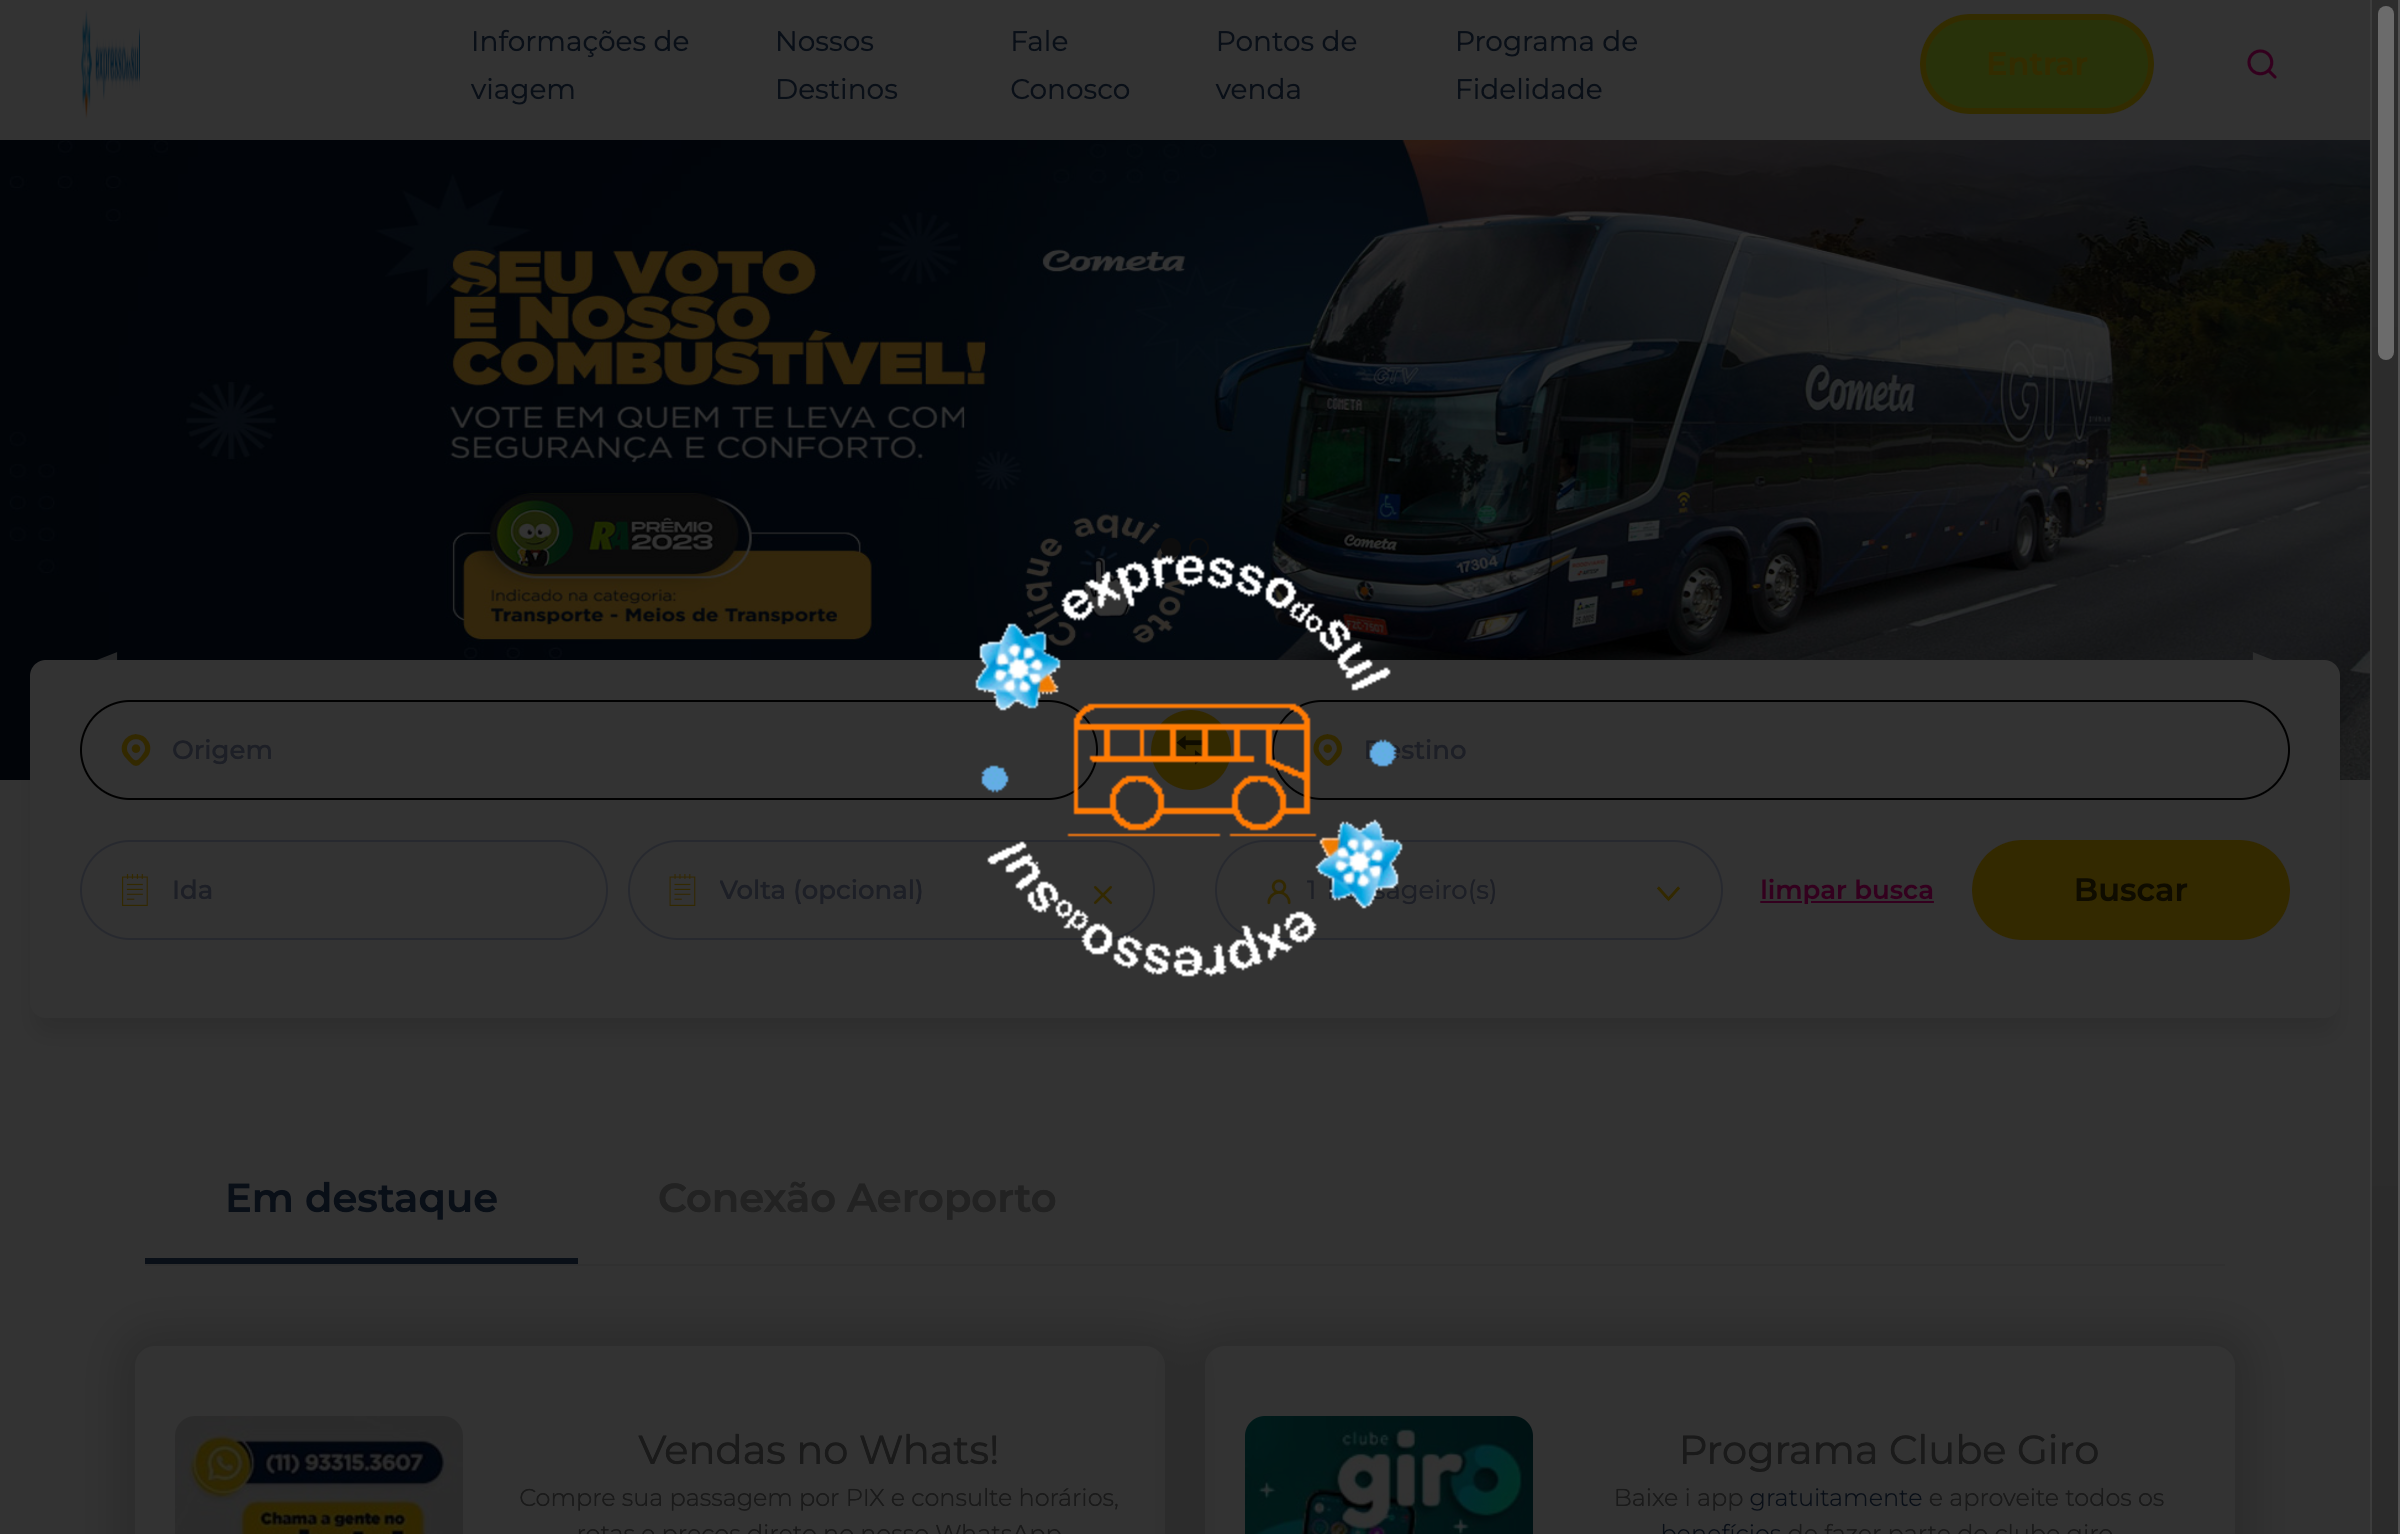 expressodosul
Informações de
viagem
Nossos
Destinos
Fale
Conosco
Pontos de
venda
Programa de
Fidelidade
Entrar
SEU VOTO
É NOSSO
COMBUSTÍVEL!
VOTE EM QUEM TE LEVA COM
SEGURANÇA E CONFORTO.
RA PRÊMIO
2023
Indicado na categoria:
Transporte - Meios de Transporte
Cometa
Clique aqui
e vote
GTV
COMETA
Cometa
17304
Cometa
GTV
expressodosul
expressodosul
Origem
Ida
Volta (opcional)
1
limpar busca
Buscar
Em destaque
Conexão Aeroporto
(11) 93315.3607
Chama a gente no
Vendas no Whats!
Compre sua passagem por PIX e consulte horários,
rotas e preços direto no nosso WhatsApp
clube
giro
Programa Clube Giro
Baixe i app gratuitamente e aproveite todos os
benefícios de fazer parte do clube giro